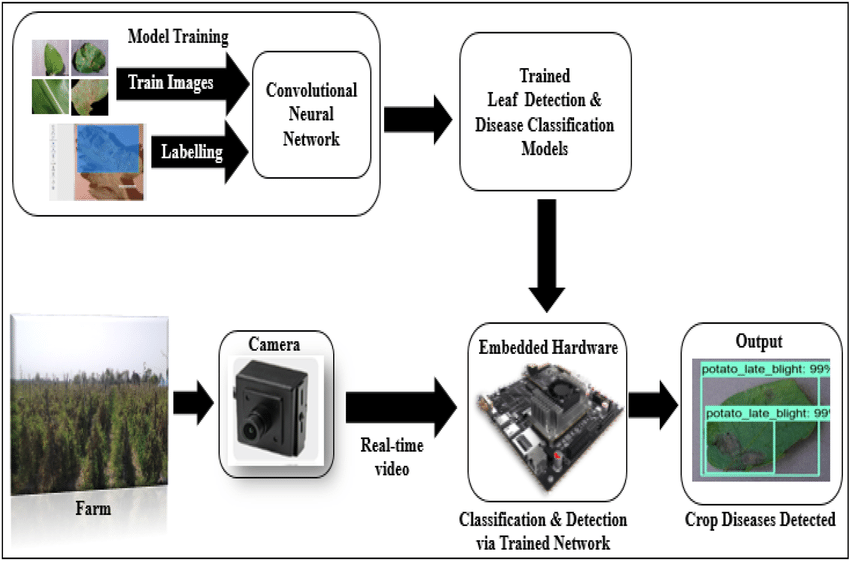 Model Training
Train Images
Labelling
Convolutional
Neural
Network
Trained
Leaf Detection &
Disease Classification
Models
Farm
Camera
Real-time
video
Embedded Hardware
Classification & Detection
via Trained Network
Output
potato_late_blight: 99%
potato_late_blight: 99%
Crop Diseases Detected